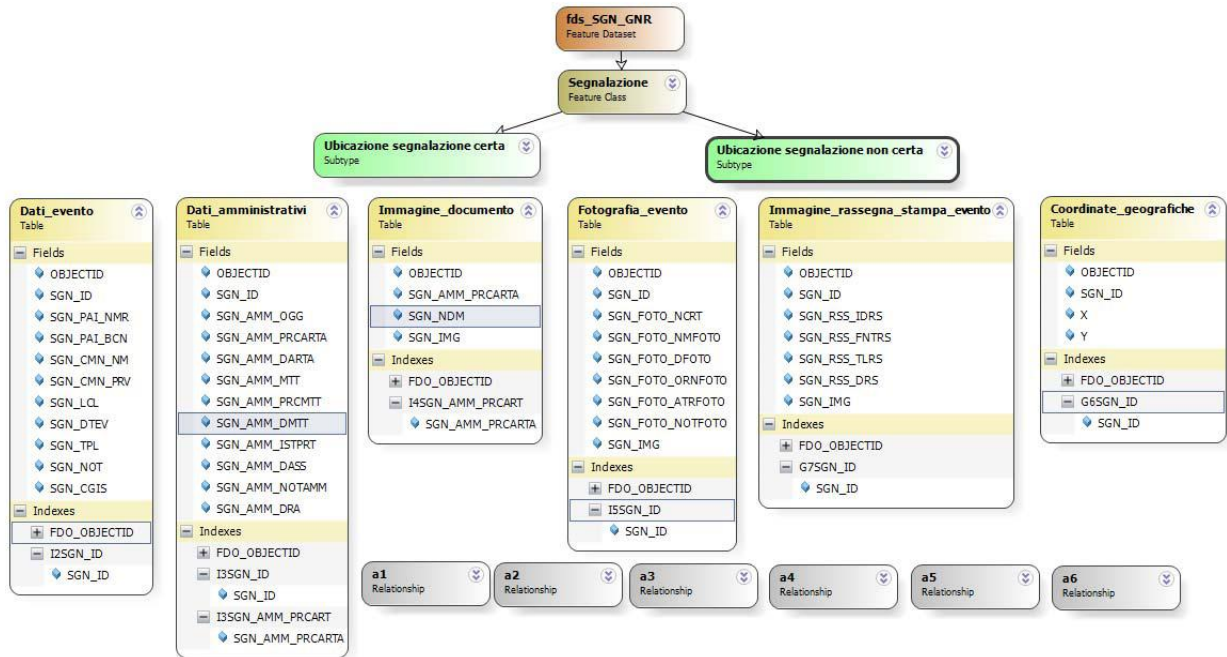 fds_SGN_GNR
Feature Dataset
Segnalazione
Feature Class
Ubicazione segnalazione certa
Subtype
Ubicazione segnalazione non certa
Subtype
Dati_evento
Table
Fields
OBJECTID
SGN_ID
SGN_PAI_NMR
SGN_PAI_BCN
SGN_CMN_NM
SGN_CMN_PRV
SGN_LCL
SGN_DTEV
SGN_TPL
SGN_NOT
SGN_CGIS
Indexes
FDO_OBJECTID
I2SGN_ID
SGN_ID
Dati_amministrativi
Table
Fields
OBJECTID
SGN_ID
SGN_AMM_OGG
SGN_AMM_PRCARTA
SGN_AMM_DARTA
SGN_AMM_MTT
SGN_AMM_PRCMTT
SGN_AMM_DMTT
SGN_AMM_ISTPRT
SGN_AMM_DASS
SGN_AMM_NOTAMM
SGN_AMM_DRA
Indexes
FDO_OBJECTID
I3SGN_ID
SGN_ID
I3SGN_AMM_PRCART
SGN_AMM_PRCARTA
Immagine_documento
Table
Fields
OBJECTID
SGN_AMM_PRCARTA
SGN_NDM
SGN_IMG
Indexes
FDO_OBJECTID
I4SGN_AMM_PRCART
SGN_AMM_PRCARTA
Fotografia_evento
Table
Fields
OBJECTID
SGN_ID
SGN_FOTO_NCRT
SGN_FOTO_NMFOTO
SGN_FOTO_DFOTO
SGN_FOTO_ORNFOTO
SGN_FOTO_ATRFOTO
SGN_FOTO_NOTFOTO
SGN_IMG
Indexes
FDO_OBJECTID
I5SGN_ID
SGN_ID
Immagine_rassegna_stampa_evento
Table
Fields
OBJECTID
SGN_ID
SGN_RSS_IDRS
SGN_RSS_FNTRS
SGN_RSS_TLRS
SGN_RSS_DRS
SGN_IMG
Indexes
FDO_OBJECTID
G7SGN_ID
SGN_ID
Coordinate_geografiche
Table
Fields
OBJECTID
SGN_ID
X
Y
Indexes
FDO_OBJECTID
G6SGN_ID
SGN_ID
a1
Relationship
a2
Relationship
a3
Relationship
a4
Relationship
a5
Relationship
a6
Relationship